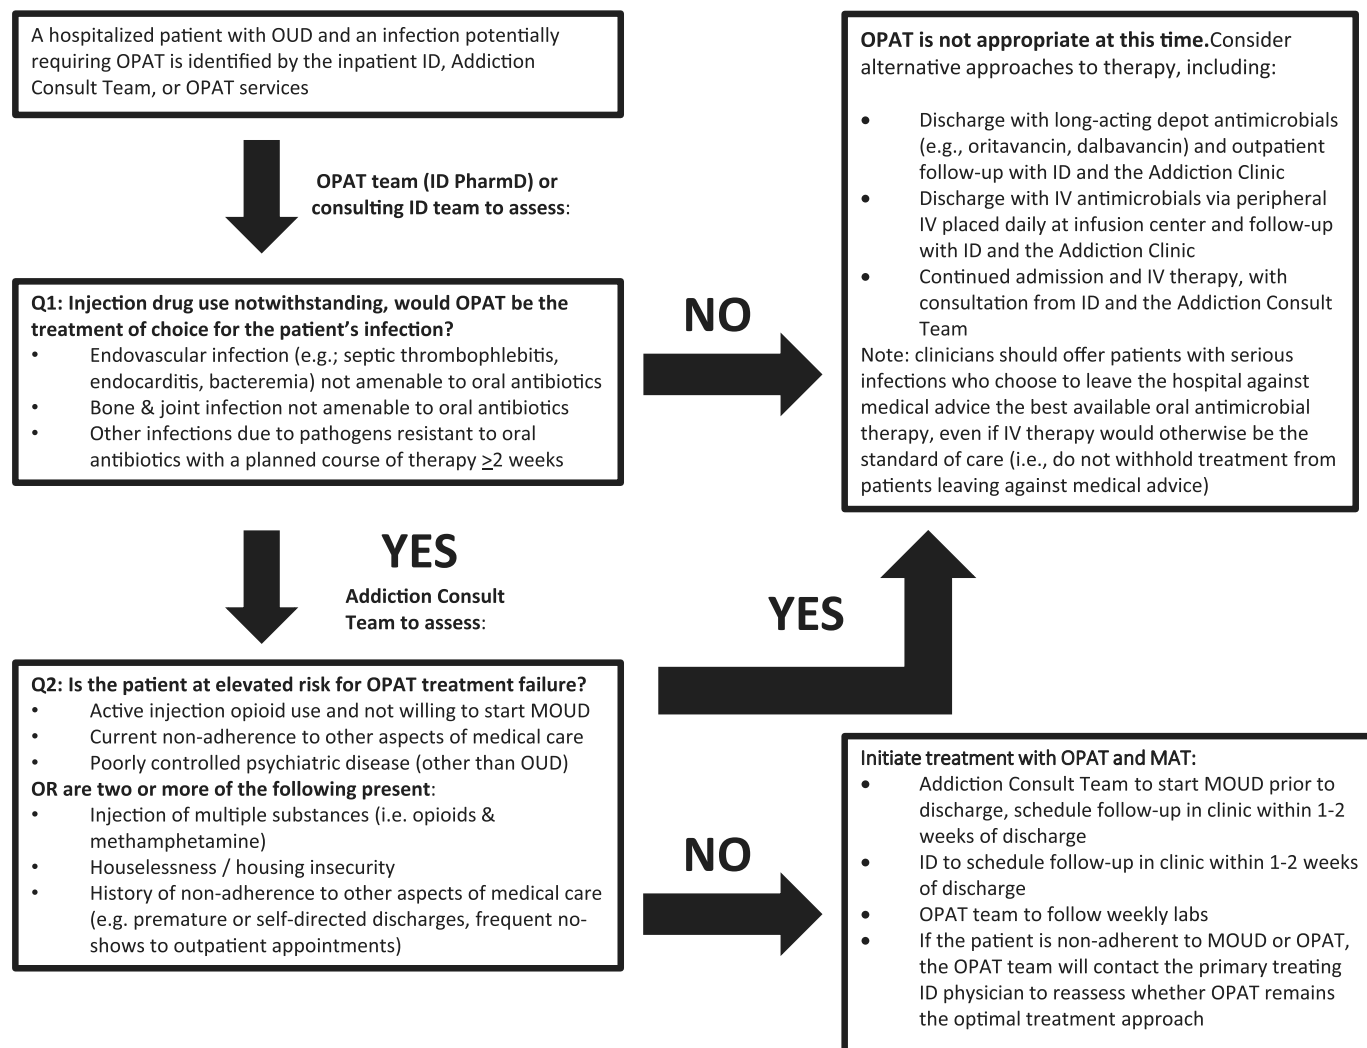 A hospitalized patient with OUD and an infection potentially
requiring OPAT is identified by the inpatient ID, Addiction
Consult Team, or OPAT services
OPAT team (ID PharmD) or
consulting ID team to assess:
Q1: Injection drug use notwithstanding, would OPAT be the
treatment of choice for the patient’s infection?
• Endovascular infection (e.g.; septic thrombophlebitis,
endocarditis, bacteremia) not amenable to oral antibiotics
• Bone & joint infection not amenable to oral antibiotics
• Other infections due to pathogens resistant to oral
antibiotics with a planned course of therapy ≥2 weeks
NO
OPAT is not appropriate at this time.Consider
alternative approaches to therapy, including:
• Discharge with long-acting depot antimicrobials
(e.g., oritavancin, dalbavancin) and outpatient
follow-up with ID and the Addiction Clinic
• Discharge with IV antimicrobials via peripheral
IV placed daily at infusion center and follow-up
with ID and the Addiction Clinic
• Continued admission and IV therapy, with
consultation from ID and the Addiction Consult
Team
Note: clinicians should offer patients with serious
infections who choose to leave the hospital against
medical advice the best available oral antimicrobial
therapy, even if IV therapy would otherwise be the
standard of care (i.e., do not withhold treatment from
patients leaving against medical advice)
YES
Addiction Consult
Team to assess:
Q2: Is the patient at elevated risk for OPAT treatment failure?
• Active injection opioid use and not willing to start MOUD
• Current non-adherence to other aspects of medical care
• Poorly controlled psychiatric disease (other than OUD)
OR are two or more of the following present:
• Injection of multiple substances (i.e. opioids &
methamphetamine)
• Houselessness / housing insecurity
• History of non-adherence to other aspects of medical care
(e.g. premature or self-directed discharges, frequent no-
shows to outpatient appointments)
YES
NO
Initiate treatment with OPAT and MAT:
• Addiction Consult Team to start MOUD prior to
discharge, schedule follow-up in clinic within 1-2
weeks of discharge
• ID to schedule follow-up in clinic within 1-2 weeks
of discharge
• OPAT team to follow weekly labs
• If the patient is non-adherent to MOUD or OPAT,
the OPAT team will contact the primary treating
ID physician to reassess whether OPAT remains
the optimal treatment approach